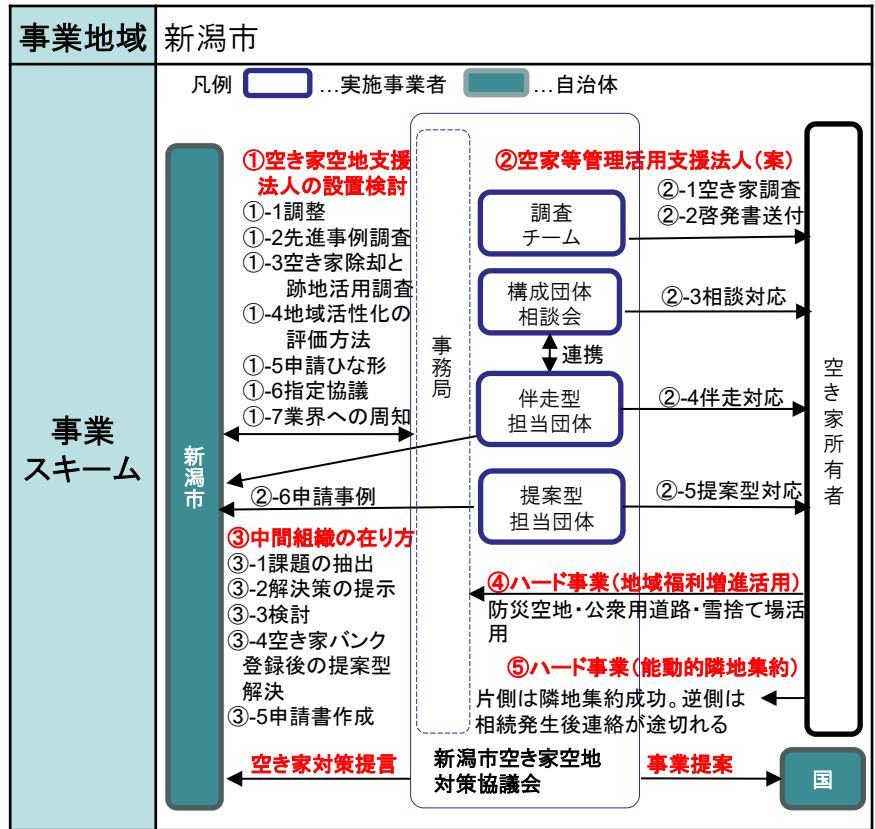 事業地域
新潟市
事業
スキーム
凡例
…実施事業者
…自治体
新潟市
①空き家空地支援
法人の設置検討
①-1調整
①-2先進事例調査
①-3空き家除却と
跡地活用調査
①-4地域活性化の
評価方法
①-5申請ひな形
①-6指定協議
①-7業界への周知
②-6申請事例
③中間組織の在り方
③-1課題の抽出
③-2解決策の提示
③-3検討
③-4空き家バンク
登録後の提案型
解決
③-5申請書作成
空き家対策提言
事務局
②空家等管理活用支援法人(案)
調査
チーム
②-1空き家調査
②-2啓発書送付
構成団体
相談会
②-3相談対応
連携
伴走型
担当団体
②-4伴走対応
提案型
担当団体
②-5提案型対応
④ハード事業(地域福利増進活用)
防災空地・公衆用道路・雪捨て場活
用
⑤ハード事業(能動的隣地集約)
片側は隣地集約成功。逆側は
相続発生後連絡が途切れる
新潟市空き家空地
対策協議会
事業提案
空き家所有者
国